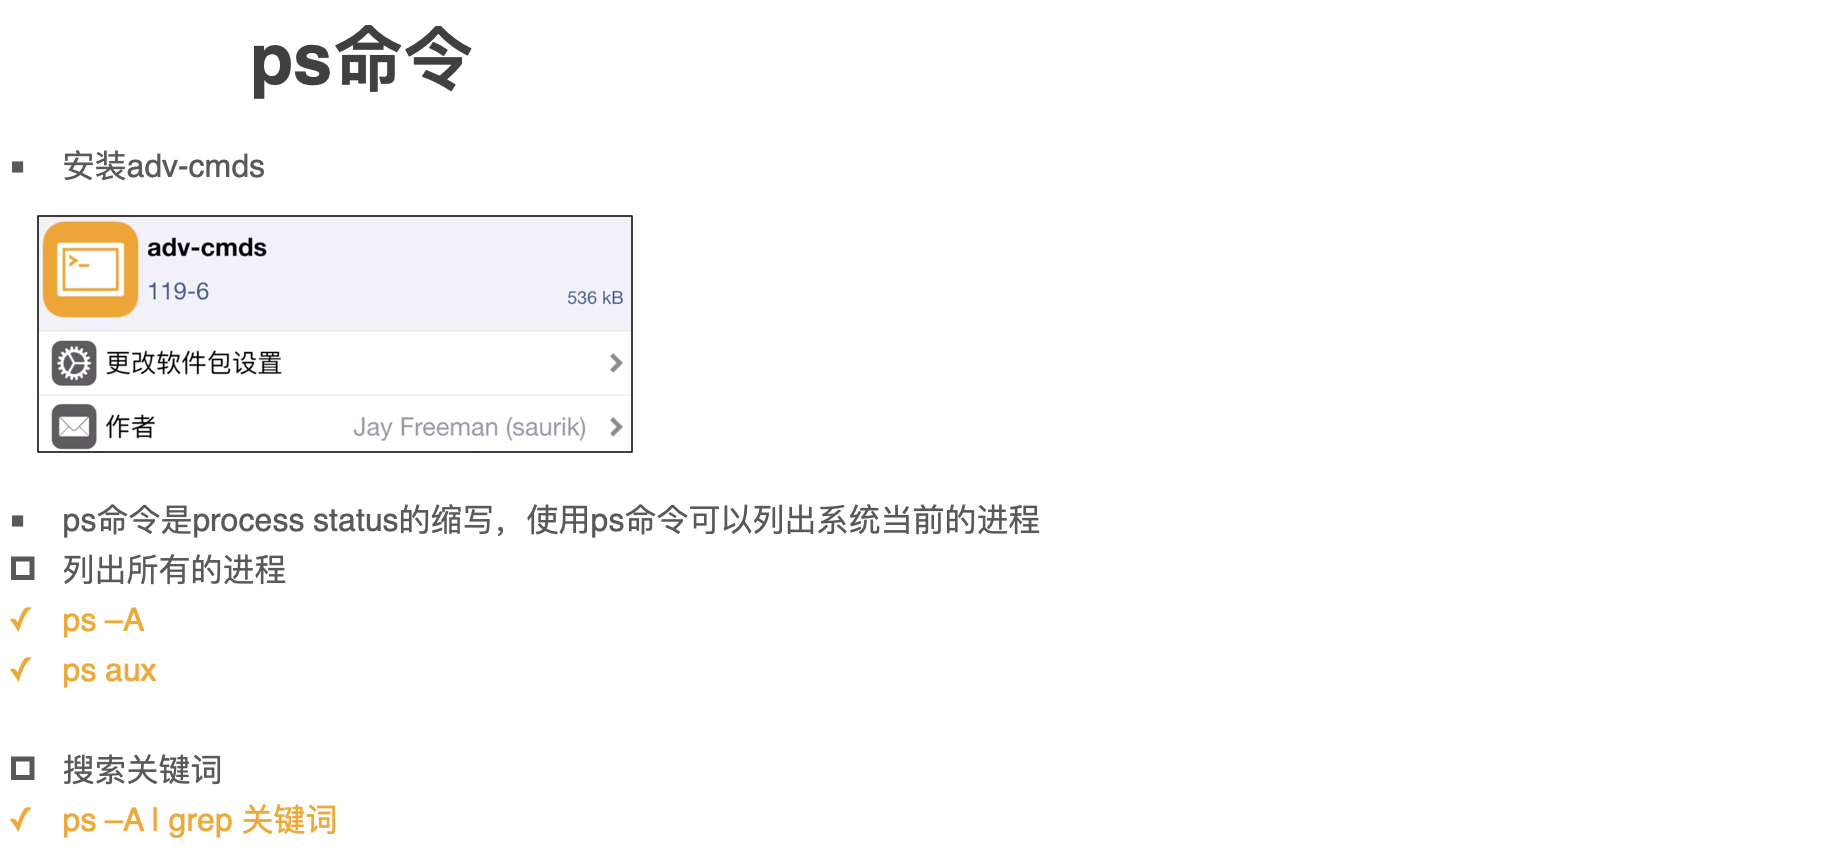 ps命令
安装adv-cmds
adv-cmds
119-6
536 kB
更改软件包设置
作者 Jay Freeman (saurik)
ps命令是process status的缩写，使用ps命令可以列出系统当前的进程
列出所有的进程
ps –A
ps aux
搜索关键词
ps –A | grep 关键词